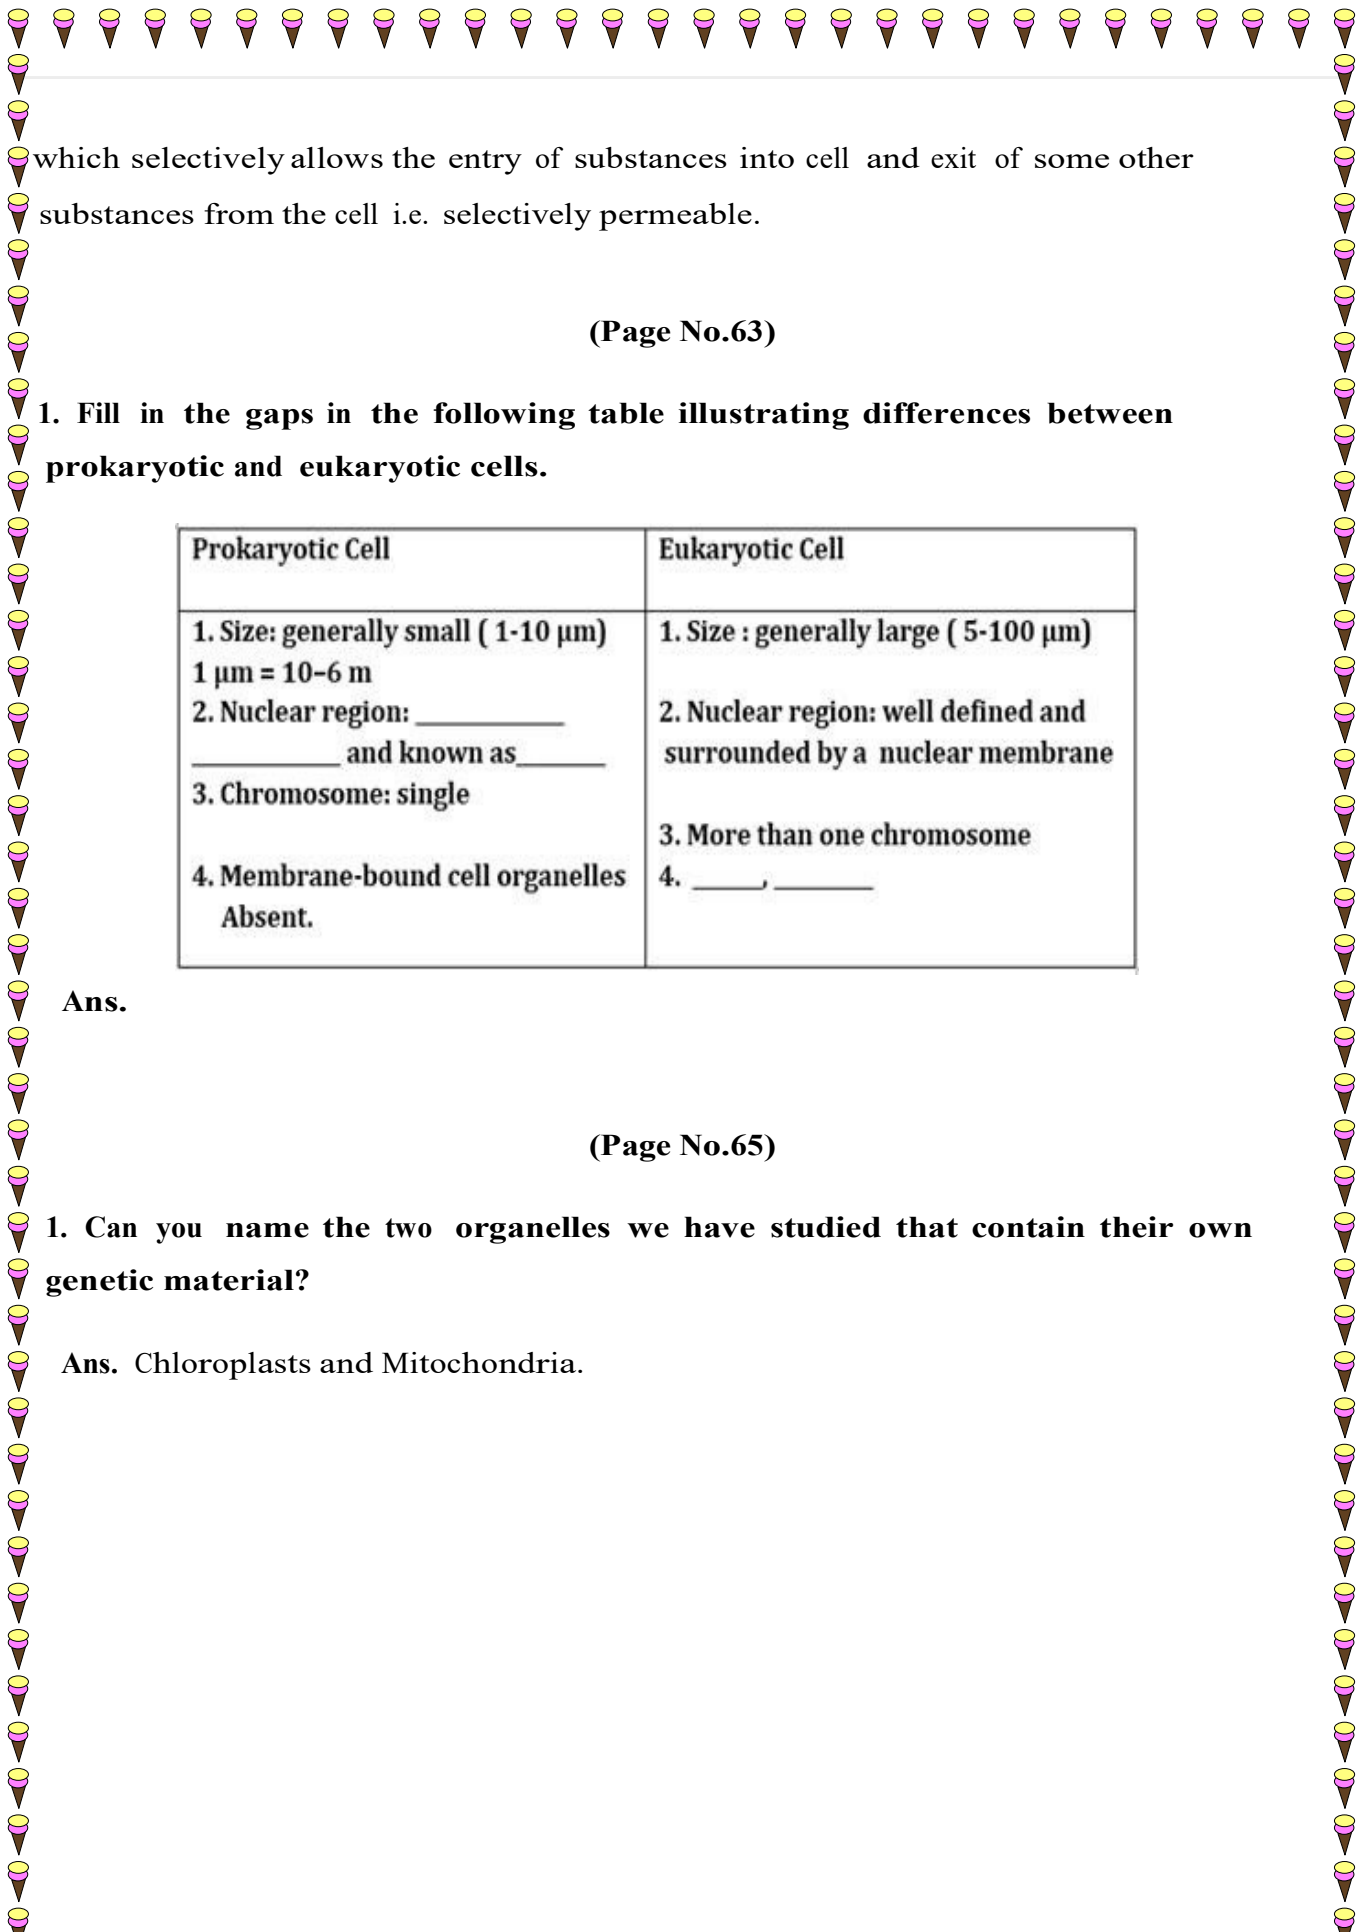 which selectively allows the entry of substances into cell and exit of some other
substances from the cell i.e. selectively permeable.
(Page No.63)
1. Fill in the gaps in the following table illustrating differences between
prokaryotic and eukaryotic cells.
Prokaryotic Cell
Eukaryotic Cell
1. Size: generally small ( 1-10 µm)
1 µm = 10–6 m
2. Nuclear region: ___________
___________ and known as_______
3. Chromosome: single
4. Membrane-bound cell organelles
Absent.
1. Size : generally large ( 5-100 µm)
2. Nuclear region: well defined and
surrounded by a nuclear membrane
3. More than one chromosome
4. _____, _______
Ans.
(Page No.65)
1. Can you name the two organelles we have studied that contain their own
genetic material?
Ans. Chloroplasts and Mitochondria.